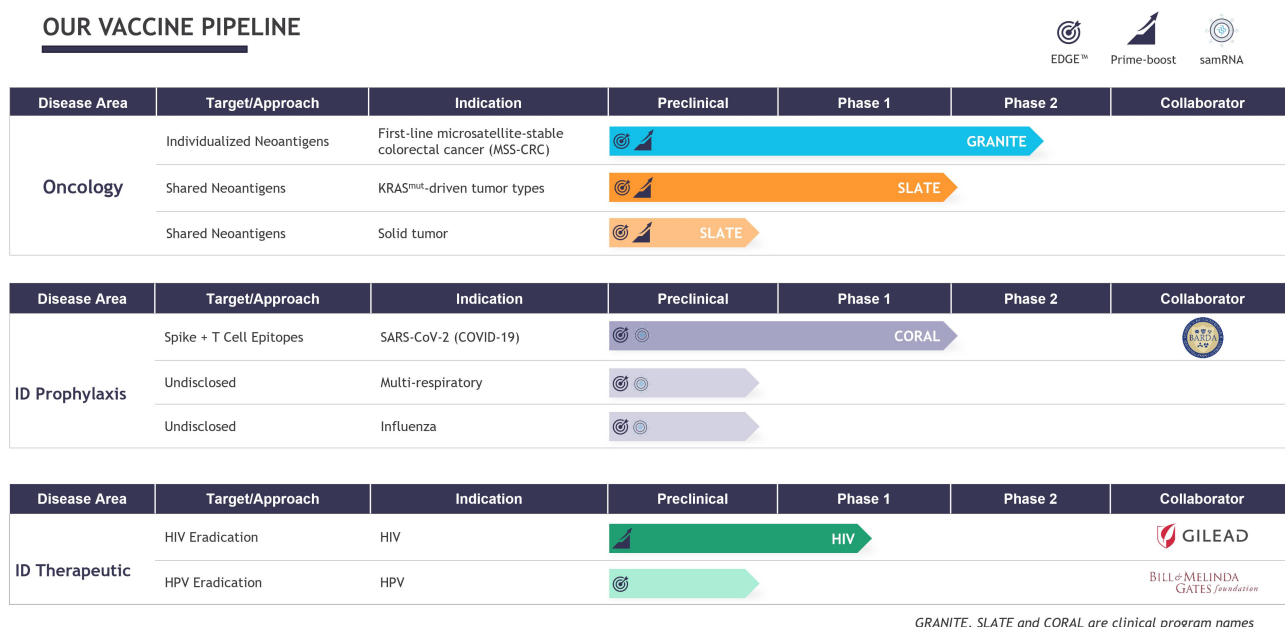 OUR VACCINE PIPELINE
EDGE™ Prime-boost samRNA
Disease Area Target/Approach Indication Preclinical Phase 1 Phase 2 Collaborator
Oncology
Individualized Neoantigens
First-line microsatellite-stable
colorectal cancer (MSS-CRC)
GRANITE
Shared Neoantigens KRASᵐᵘᵗ-driven tumor types SLATE
Shared Neoantigens Solid tumor SLATE
Disease Area Target/Approach Indication Preclinical Phase 1 Phase 2 Collaborator
ID Prophylaxis
Spike + T Cell Epitopes SARS-CoV-2 (COVID-19) CORAL BARDA
Undisclosed Multi-respiratory
Undisclosed Influenza
Disease Area Target/Approach Indication Preclinical Phase 1 Phase 2 Collaborator
ID Therapeutic
HIV Eradication HIV HIV GILEAD
HPV Eradication HPV
BILL & MELINDA
GATES foundation
GRANITE, SLATE and CORAL are clinical program names